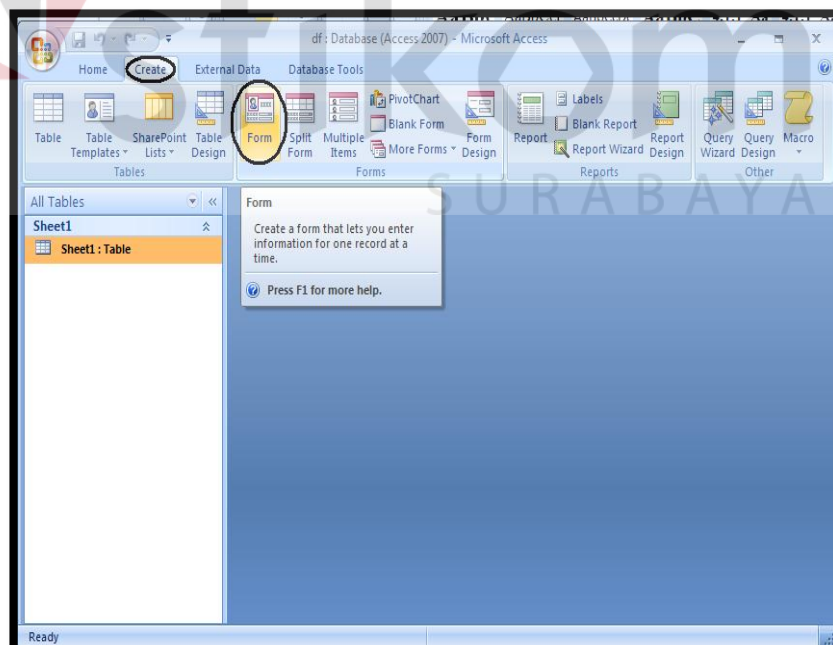 df : Database (Access 2007) - Microsoft Access
Home Create External Data Database Tools
Table
Table Templates
SharePoint Lists
Table Design
Tables
Form
Split Form
Multiple Items
PivotChart
Blank Form
More Forms
Form Design
Forms
Report
Labels
Blank Report
Report Wizard
Report Design
Reports
Query Wizard
Query Design
Macro
Other
stikom
SURABAYA
All Tables
Sheet1
Sheet1 : Table
Form
Create a form that lets you enter
information for one record at a
time.
Press F1 for more help.
Ready